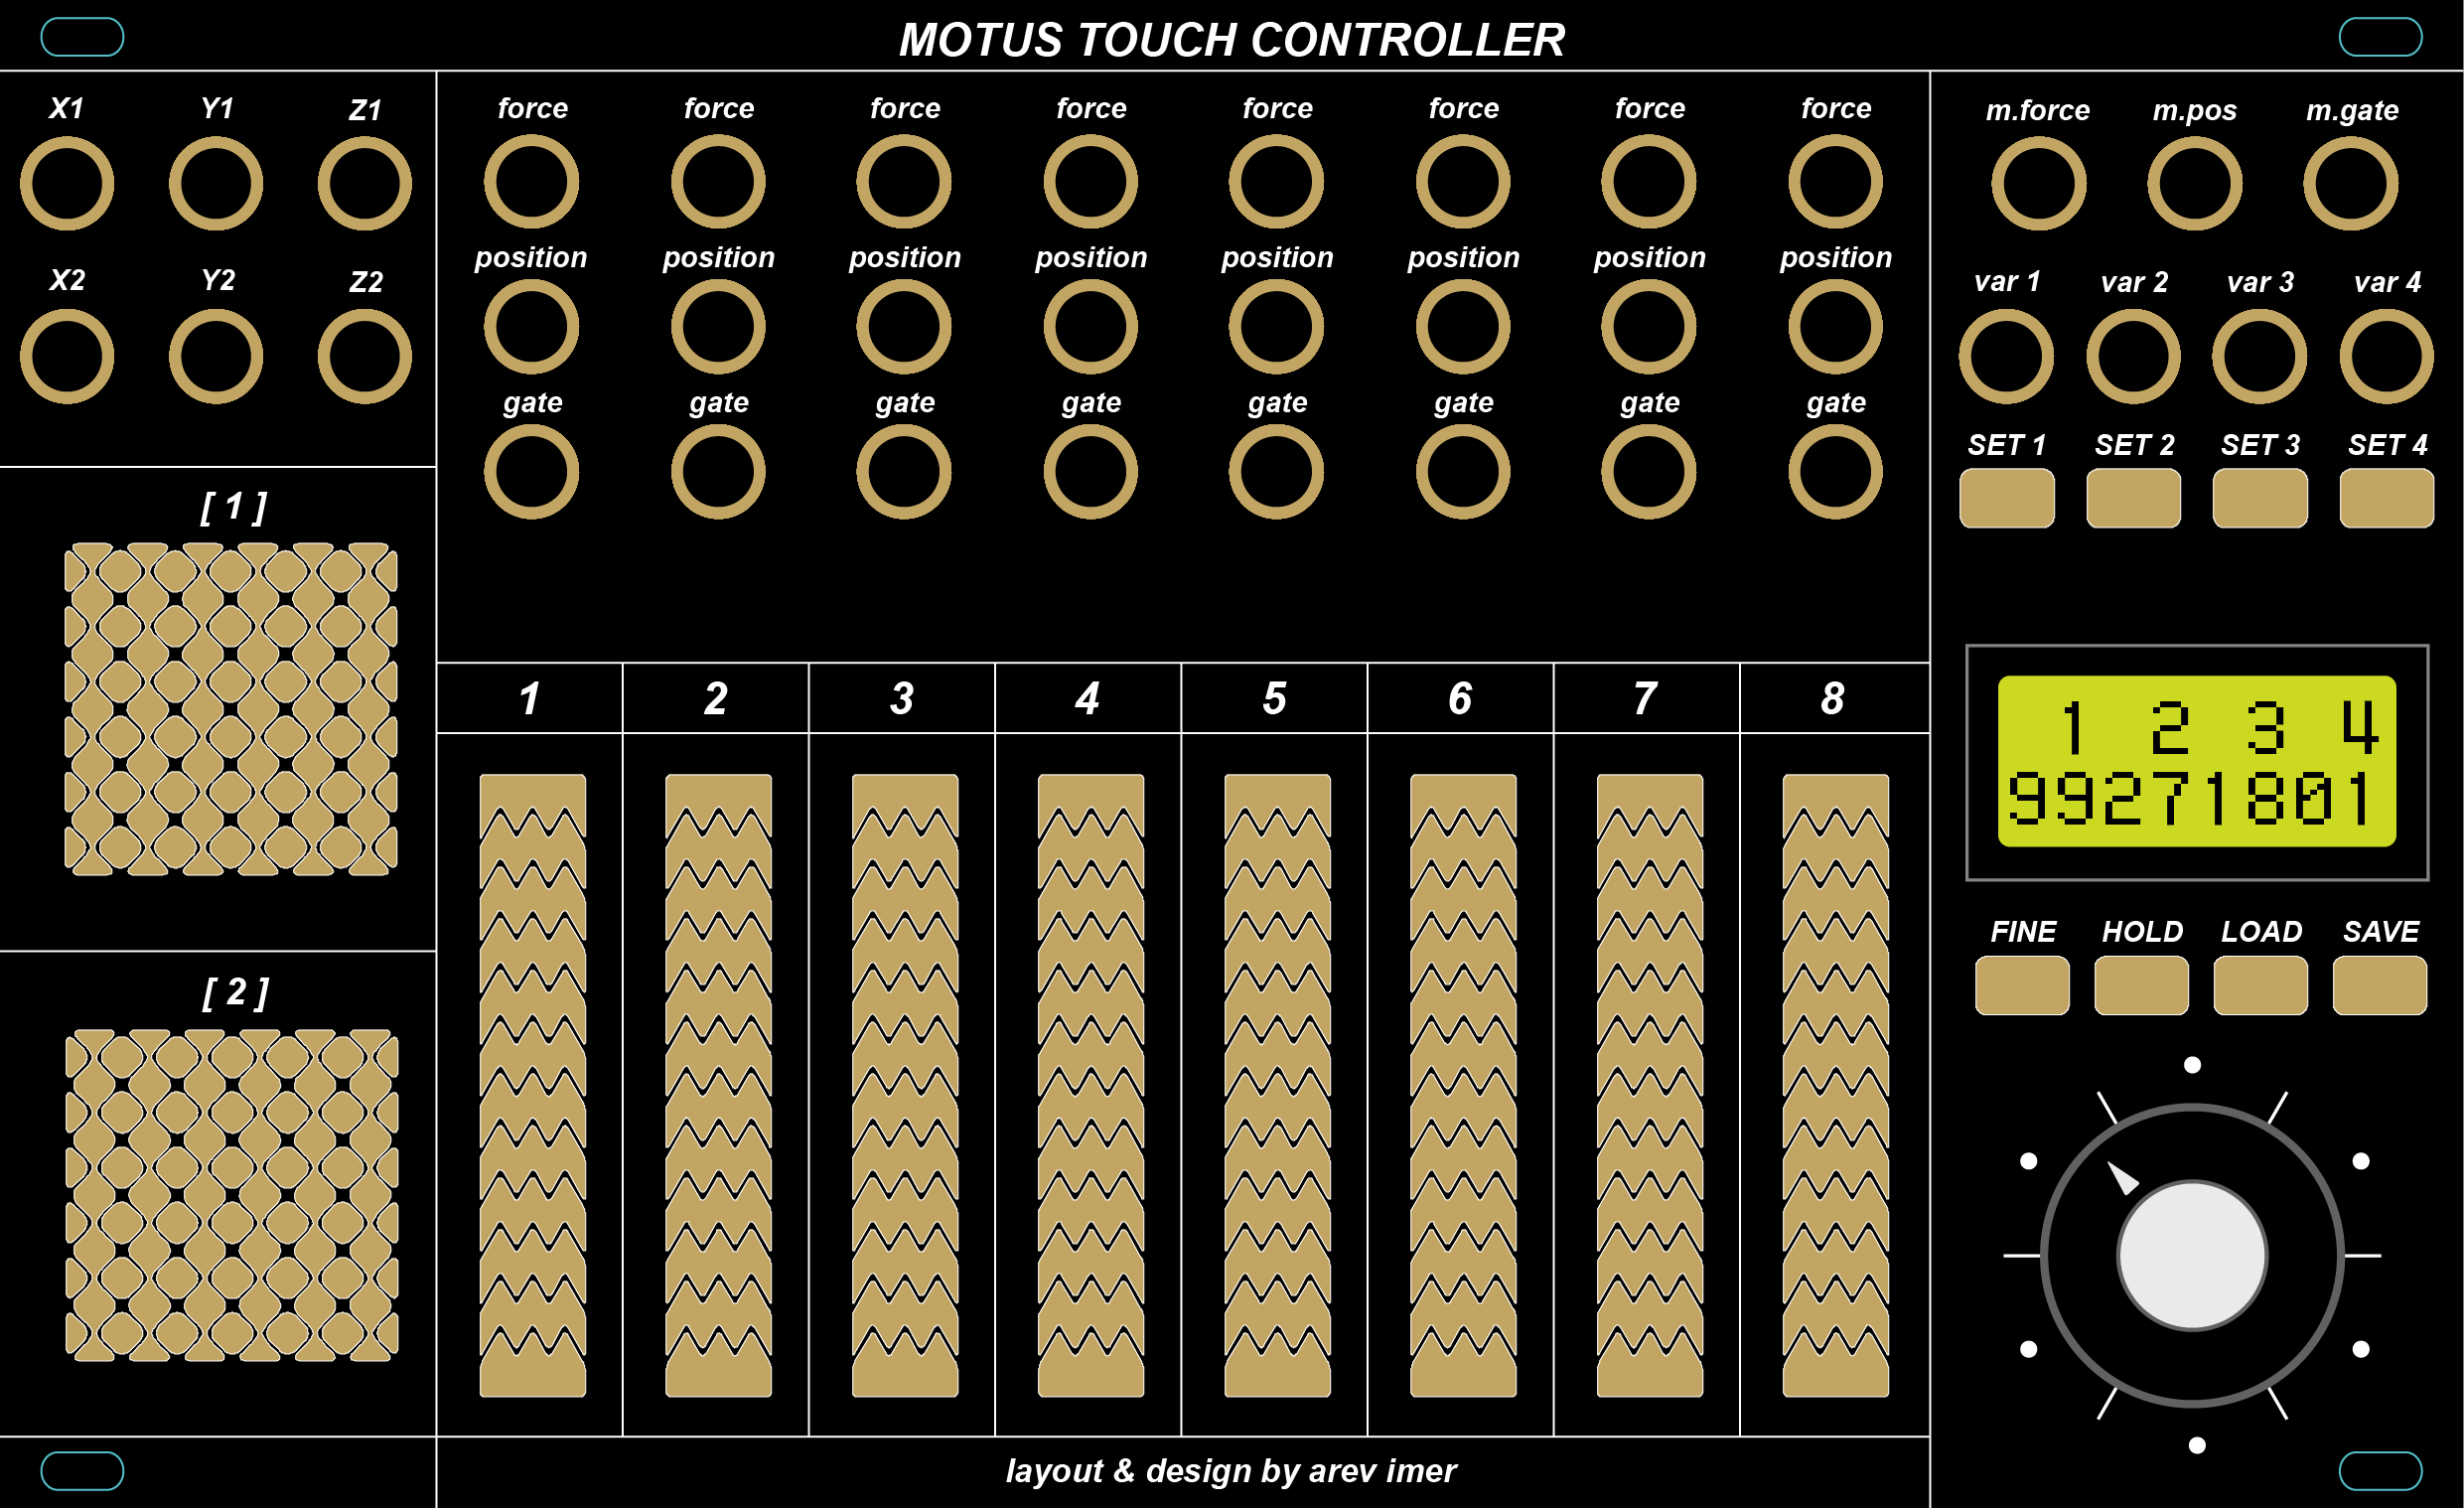 MOTUS TOUCH CONTROLLER
X1 Y1 Z1
X2 Y2 Z2
[ 1 ]
[ 2 ]
force force force force force force force force
position position position position position position position position
gate gate gate gate gate gate gate gate
1 2 3 4 5 6 7 8
m.force m.pos m.gate
var 1 var 2 var 3 var 4
SET 1 SET 2 SET 3 SET 4
1 2 3 4
99271801
FINE HOLD LOAD SAVE
layout & design by arev imer